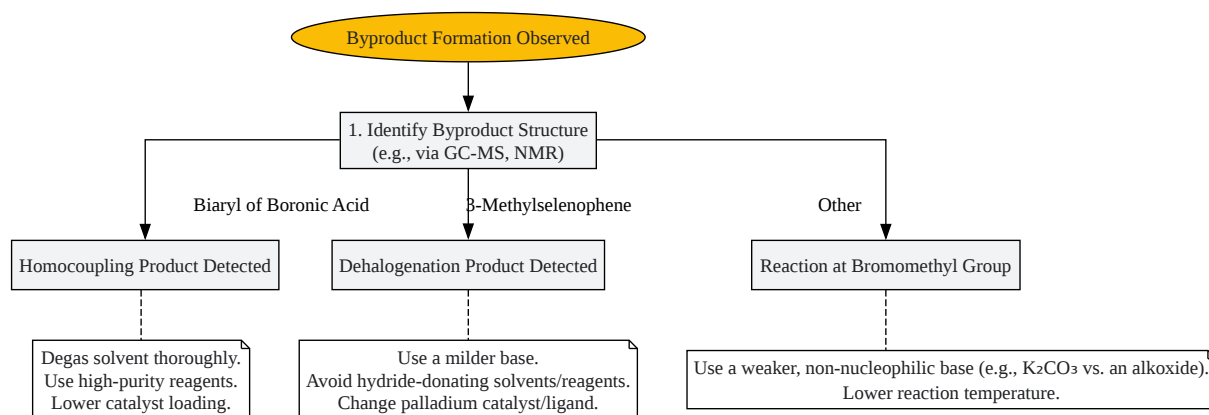 Byproduct Formation Observed
1. Identify Byproduct Structure
(e.g., via GC-MS, NMR)
Biaryl of Boronic Acid
3-Methylselenophene
Other
Homocoupling Product Detected
Dehalogenation Product Detected
Reaction at Bromomethyl Group
Degas solvent thoroughly.
Use high-purity reagents.
Lower catalyst loading.
Use a milder base.
Avoid hydride-donating solvents/reagents.
Change palladium catalyst/ligand.
Use a weaker, non-nucleophilic base (e.g., K₂CO₃ vs. an alkoxide).
Lower reaction temperature.